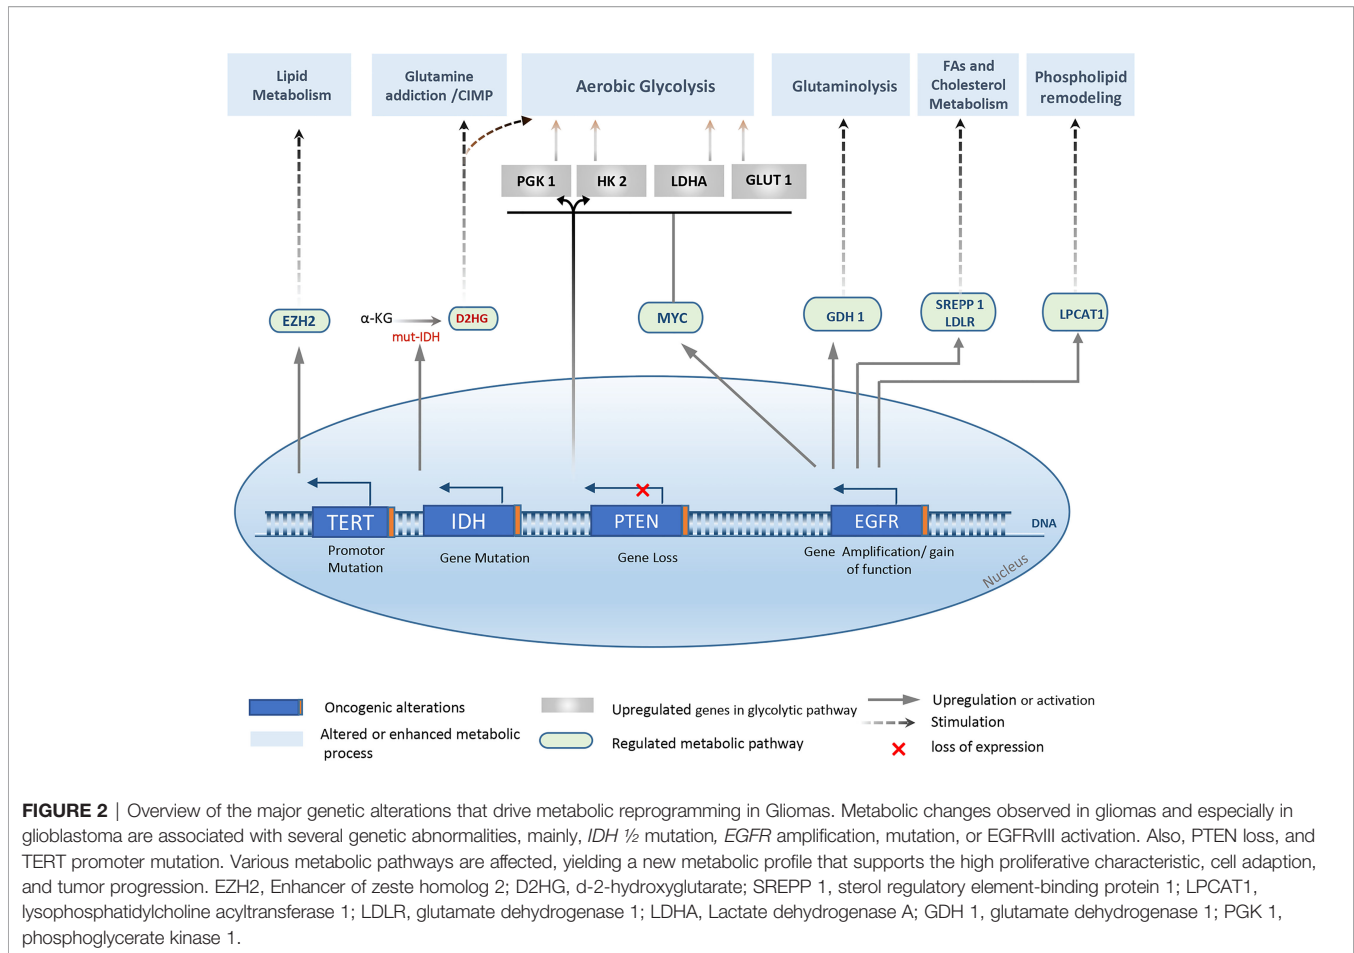 Lipid
Metabolism
Glutamine
addiction /CIMP
Aerobic Glycolysis
Glutaminolysis
FAs and
Cholesterol
Metabolism
Phospholipid
remodeling
PGK 1
HK 2
LDHA
GLUT 1
EZH2
α-KG
mut-IDH
D2HG
MYC
GDH 1
SREPP 1
LDLR
LPCAT1
TERT
IDH
PTEN
EGFR
DNA
Promotor
Mutation
Gene Mutation
Gene Loss
Gene Amplification/ gain
of function
Nucleus
Oncogenic alterations
Altered or enhanced metabolic
process
Upregulated genes in glycolytic pathway
Regulated metabolic pathway
Upregulation or activation
Stimulation
loss of expression
FIGURE 2 | Overview of the major genetic alterations that drive metabolic reprogramming in Gliomas. Metabolic changes observed in gliomas and especially in
glioblastoma are associated with several genetic abnormalities, mainly, IDH ½ mutation, EGFR amplification, mutation, or EGFRvIII activation. Also, PTEN loss, and
TERT promoter mutation. Various metabolic pathways are affected, yielding a new metabolic profile that supports the high proliferative characteristic, cell adaption,
and tumor progression. EZH2, Enhancer of zeste homolog 2; D2HG, d-2-hydroxyglutarate; SREPP 1, sterol regulatory element-binding protein 1; LPCAT1,
lysophosphatidylcholine acyltransferase 1; LDLR, glutamate dehydrogenase 1; LDHA, Lactate dehydrogenase A; GDH 1, glutamate dehydrogenase 1; PGK 1,
phosphoglycerate kinase 1.